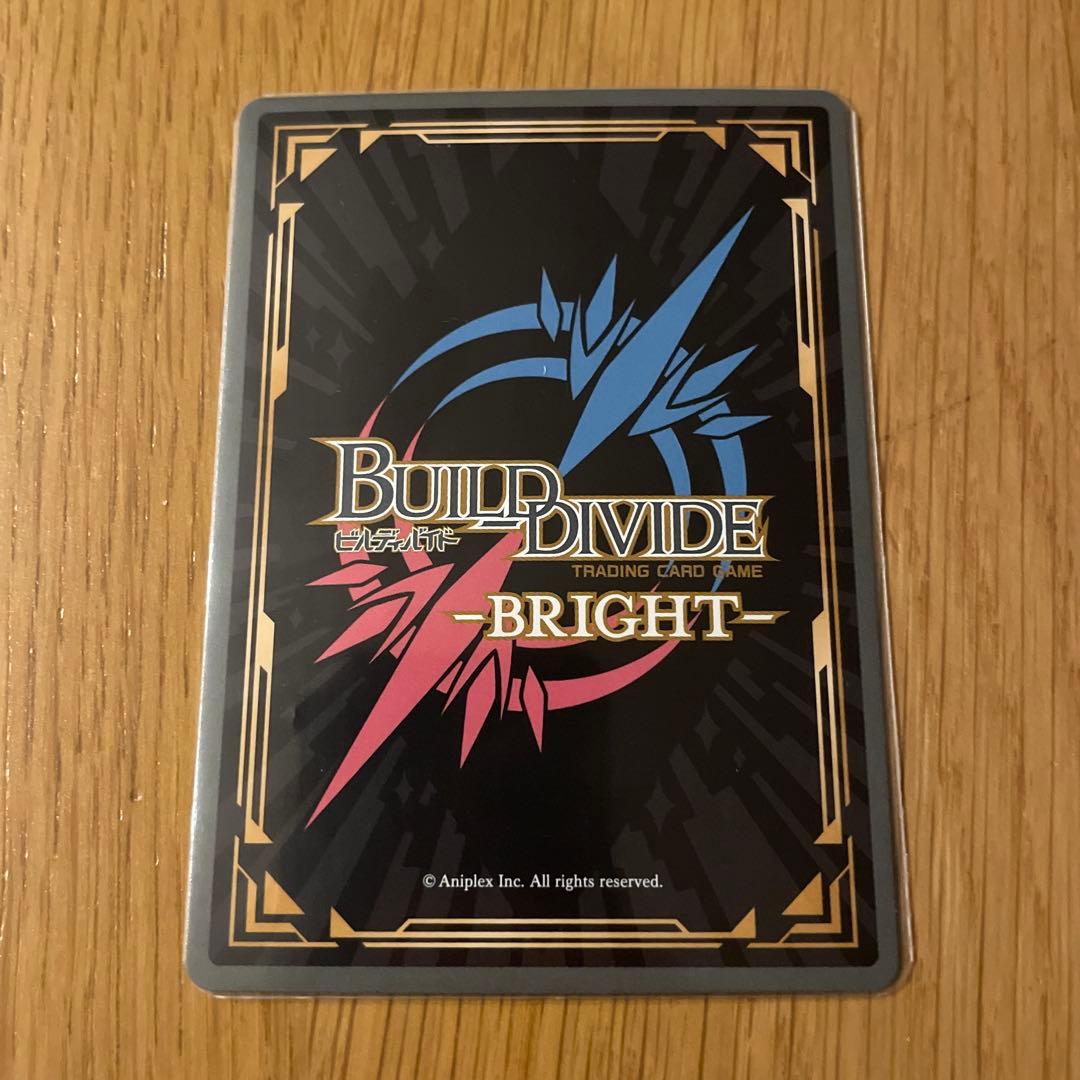 BUILD DIVIDE
ビルディバイド
TRADING CARD GAME
-BRIGHT-
© Aniplex Inc. All rights reserved.